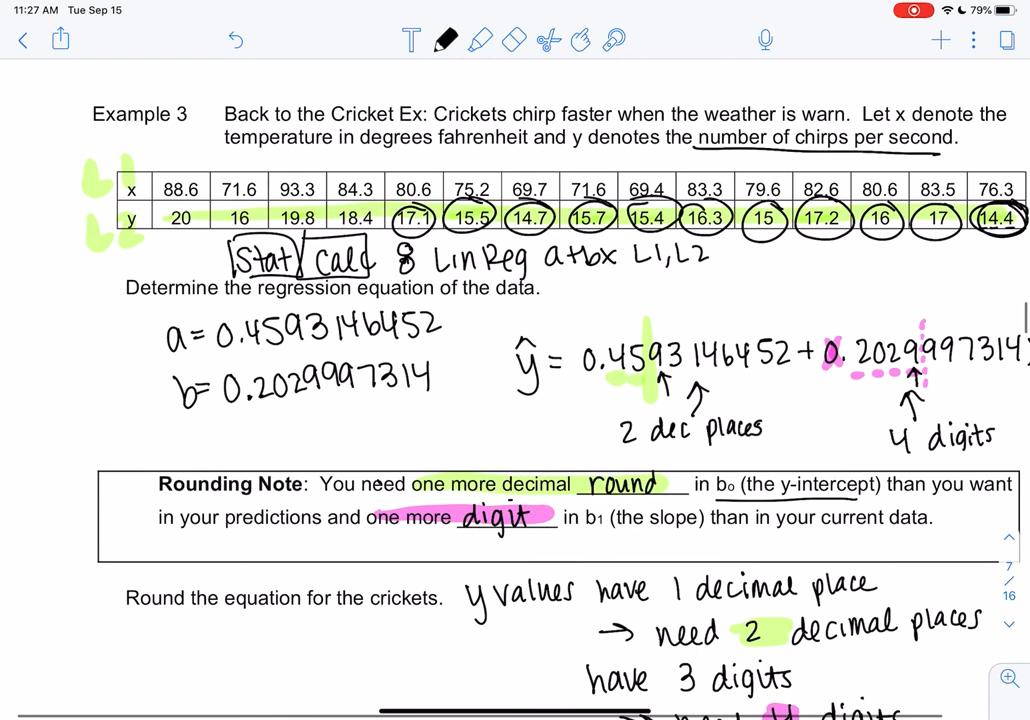 11:27 AM Tue Sep 15
79%
Example 3 Back to the Cricket Ex: Crickets chirp faster when the weather is warn. Let x denote the
temperature in degrees fahrenheit and y denotes the number of chirps per second.
L1 x 88.6 71.6 93.3 84.3 80.6 75.2 69.7 71.6 69.4 83.3 79.6 82.6 80.6 83.5 76.3
L2 y 20 16 19.8 18.4 17.1 15.5 14.7 15.7 15.4 16.3 15 17.2 16 17 14.4
Stat Calc 8 LinReg a+bx L1, L2
Determine the regression equation of the data.
a = 0.4593146452
b = 0.2029997314
ŷ = 0.4593146452 + 0.2029997314
2 dec places
4 digits
Rounding Note: You need one more decimal round in b₀ (the y-intercept) than you want
in your predictions and one more digit in b₁ (the slope) than in your current data.
Round the equation for the crickets.
y values have 1 decimal place
→ need 2 decimal places
have 3 digits
4 digits
7
/
16